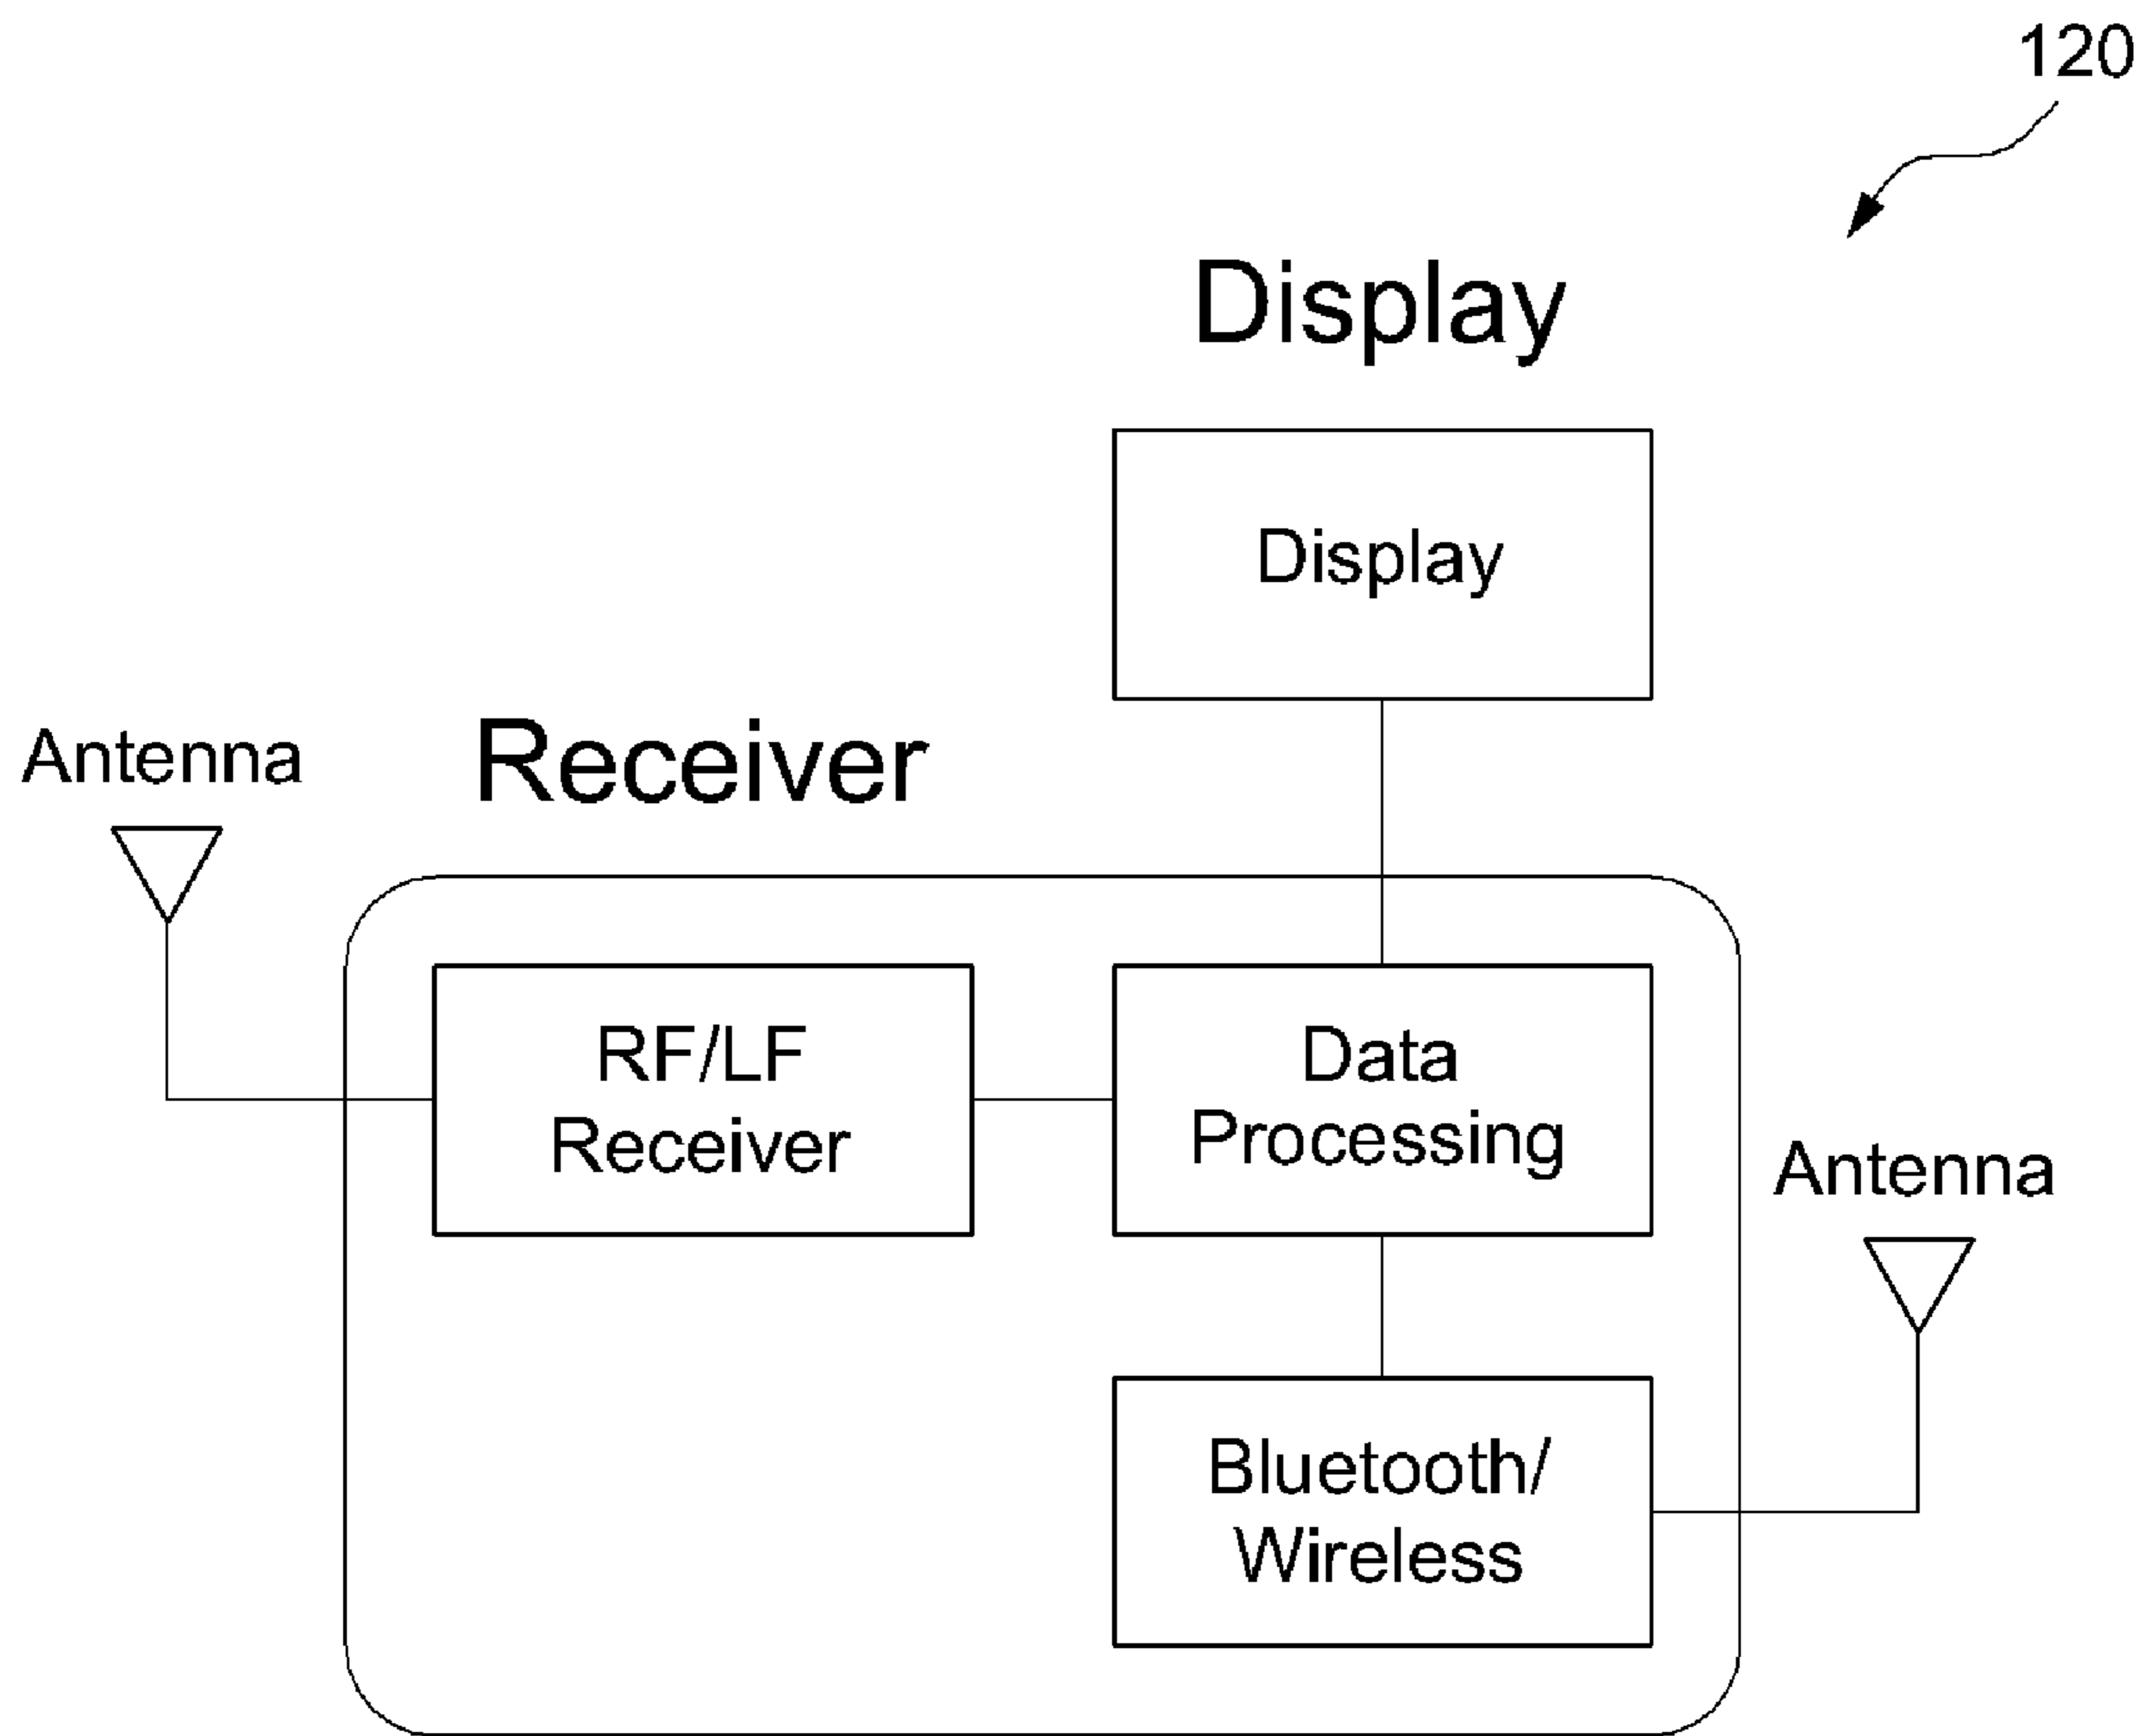 120
Display
Display
Antenna
Receiver
RF/LF
Receiver
Data
Processing
Antenna
Bluetooth/
Wireless